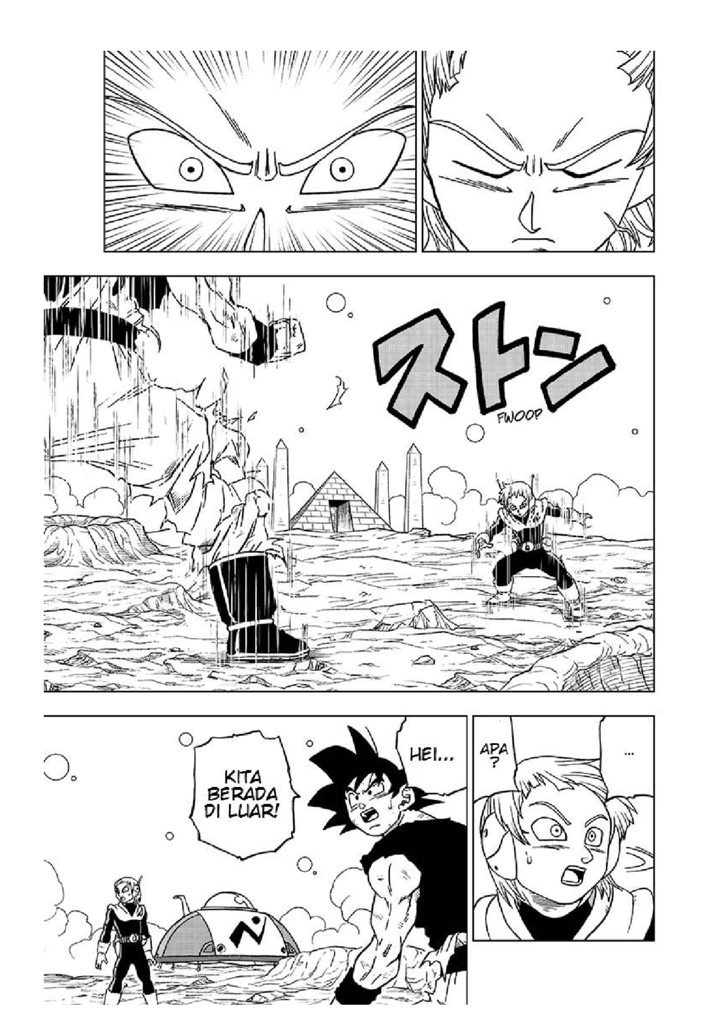 ストン
FWOOP
...
APA
?
HEI...
KITA
BERADA
DI LUAR!